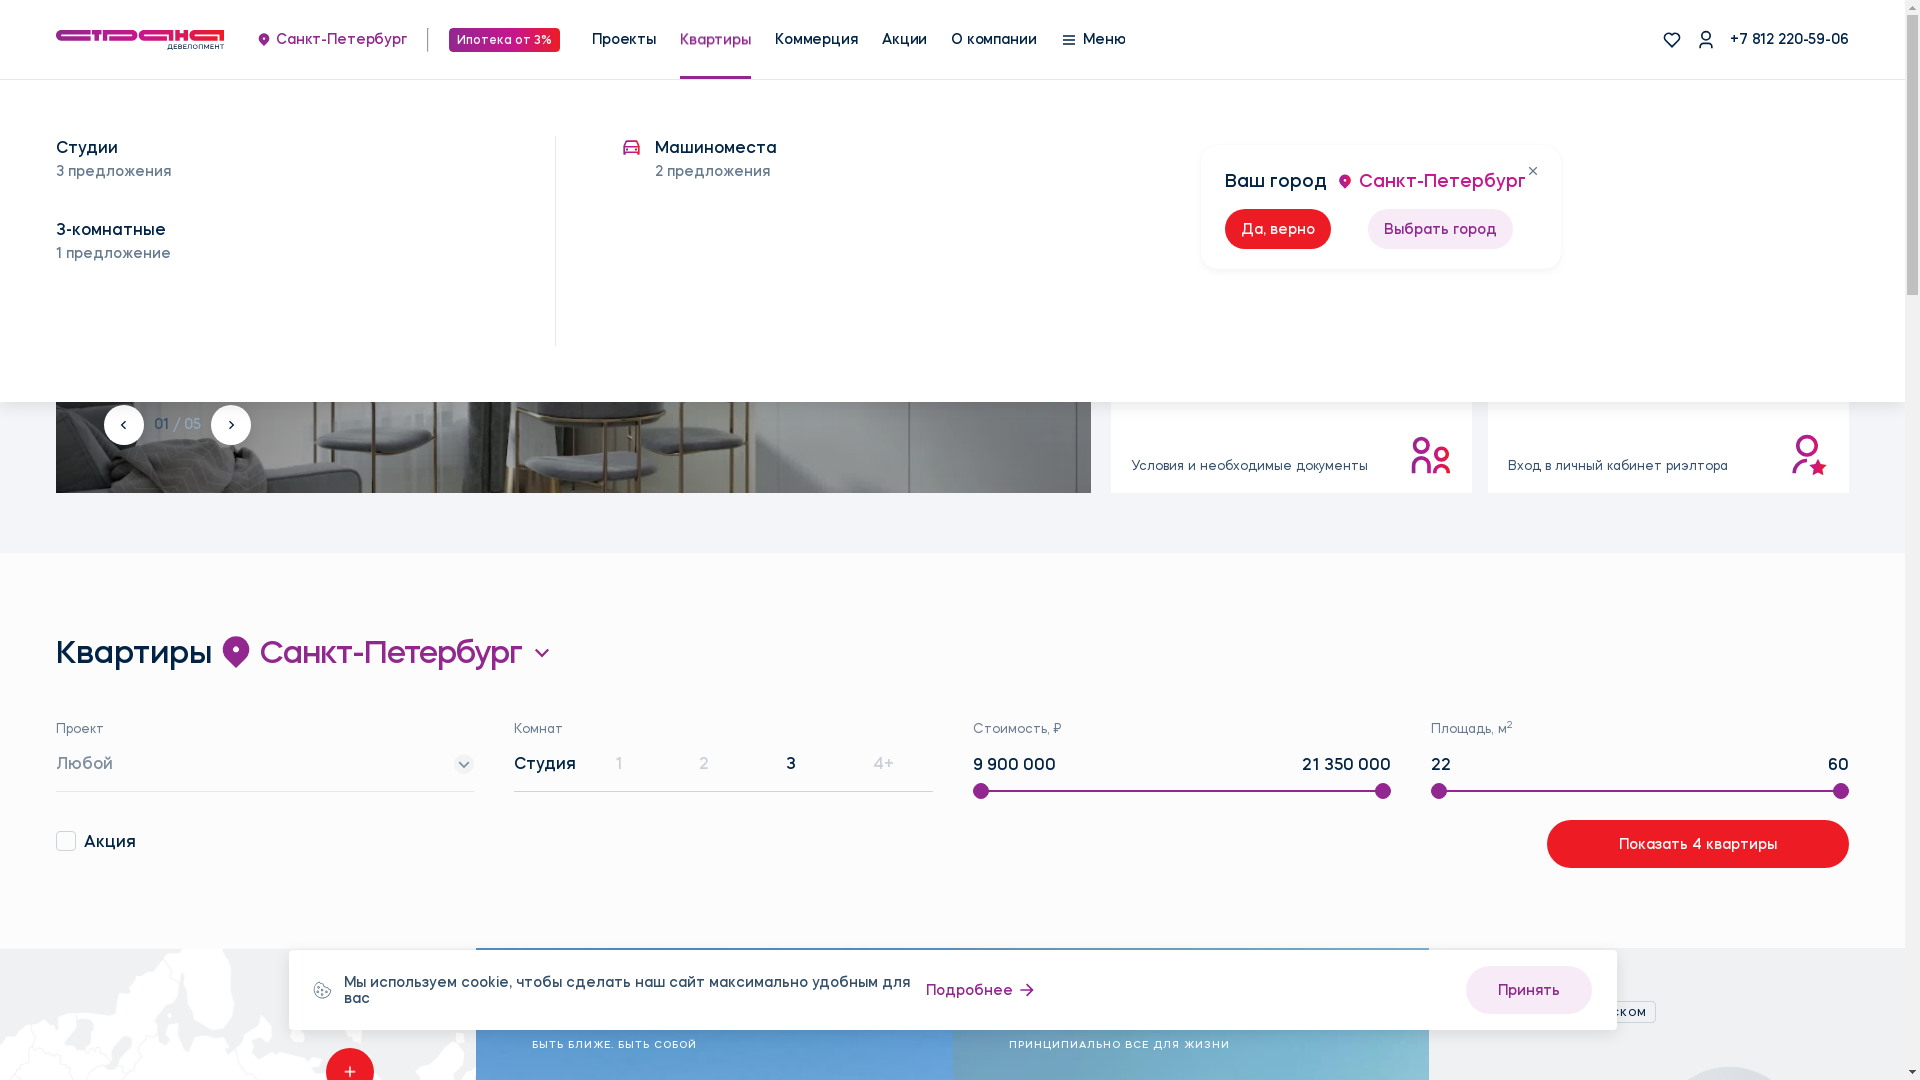 страна
ДЕВЕЛОПМЕНТ
Санкт-Петербург
Ипотека от 3%
Проекты
Квартиры
Коммерция
Акции
О компании
Меню
+7 812 220-59-06
Студии
3 предложения
3-комнатные
1 предложение
Машиноместа
2 предложения
Ваш город
Санкт-Петербург
Да, верно
Выбрать город
01 / 05
Условия и необходимые документы
Вход в личный кабинет риэлтора
Квартиры
Санкт-Петербург
Проект
Любой
Комнат
Студия
1
2
3
4+
Стоимость, ₽
9 900 000
21 350 000
Площадь, м2
22
60
Акция
Показать 4 квартиры
Мы используем cookie, чтобы сделать наш сайт максимально удобным для
вас
Подробнее
Принять
БЫТЬ БЛИЖЕ. БЫТЬ СОБОЙ
ПРИНЦИПИАЛЬНО ВСЕ ДЛЯ ЖИЗНИ